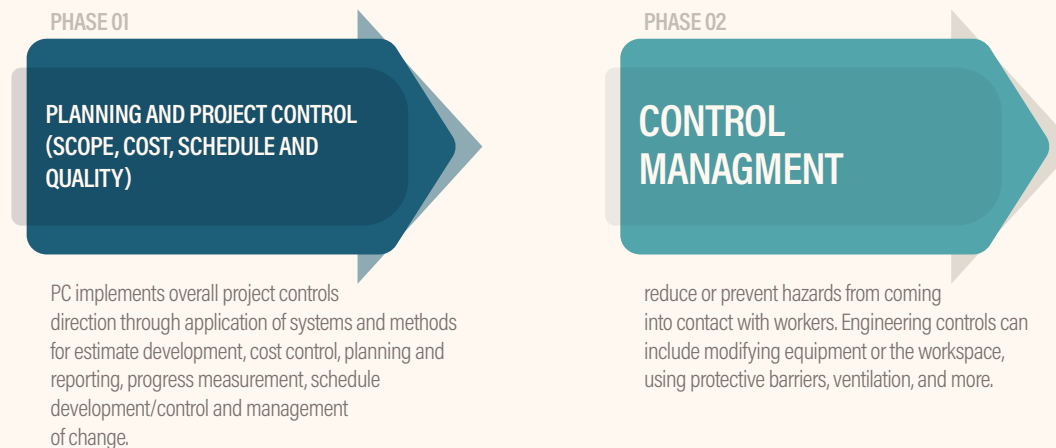 PHASE 01
PLANNING AND PROJECT CONTROL
(SCOPE, COST, SCHEDULE AND
QUALITY)
PC implements overall project controls
direction through application of systems and methods
for estimate development, cost control, planning and
reporting, progress measurement, schedule
development/control and management
of change.
PHASE 02
CONTROL
MANAGMENT
reduce or prevent hazards from coming
into contact with workers. Engineering controls can
include modifying equipment or the workspace,
using protective barriers, ventilation, and more.